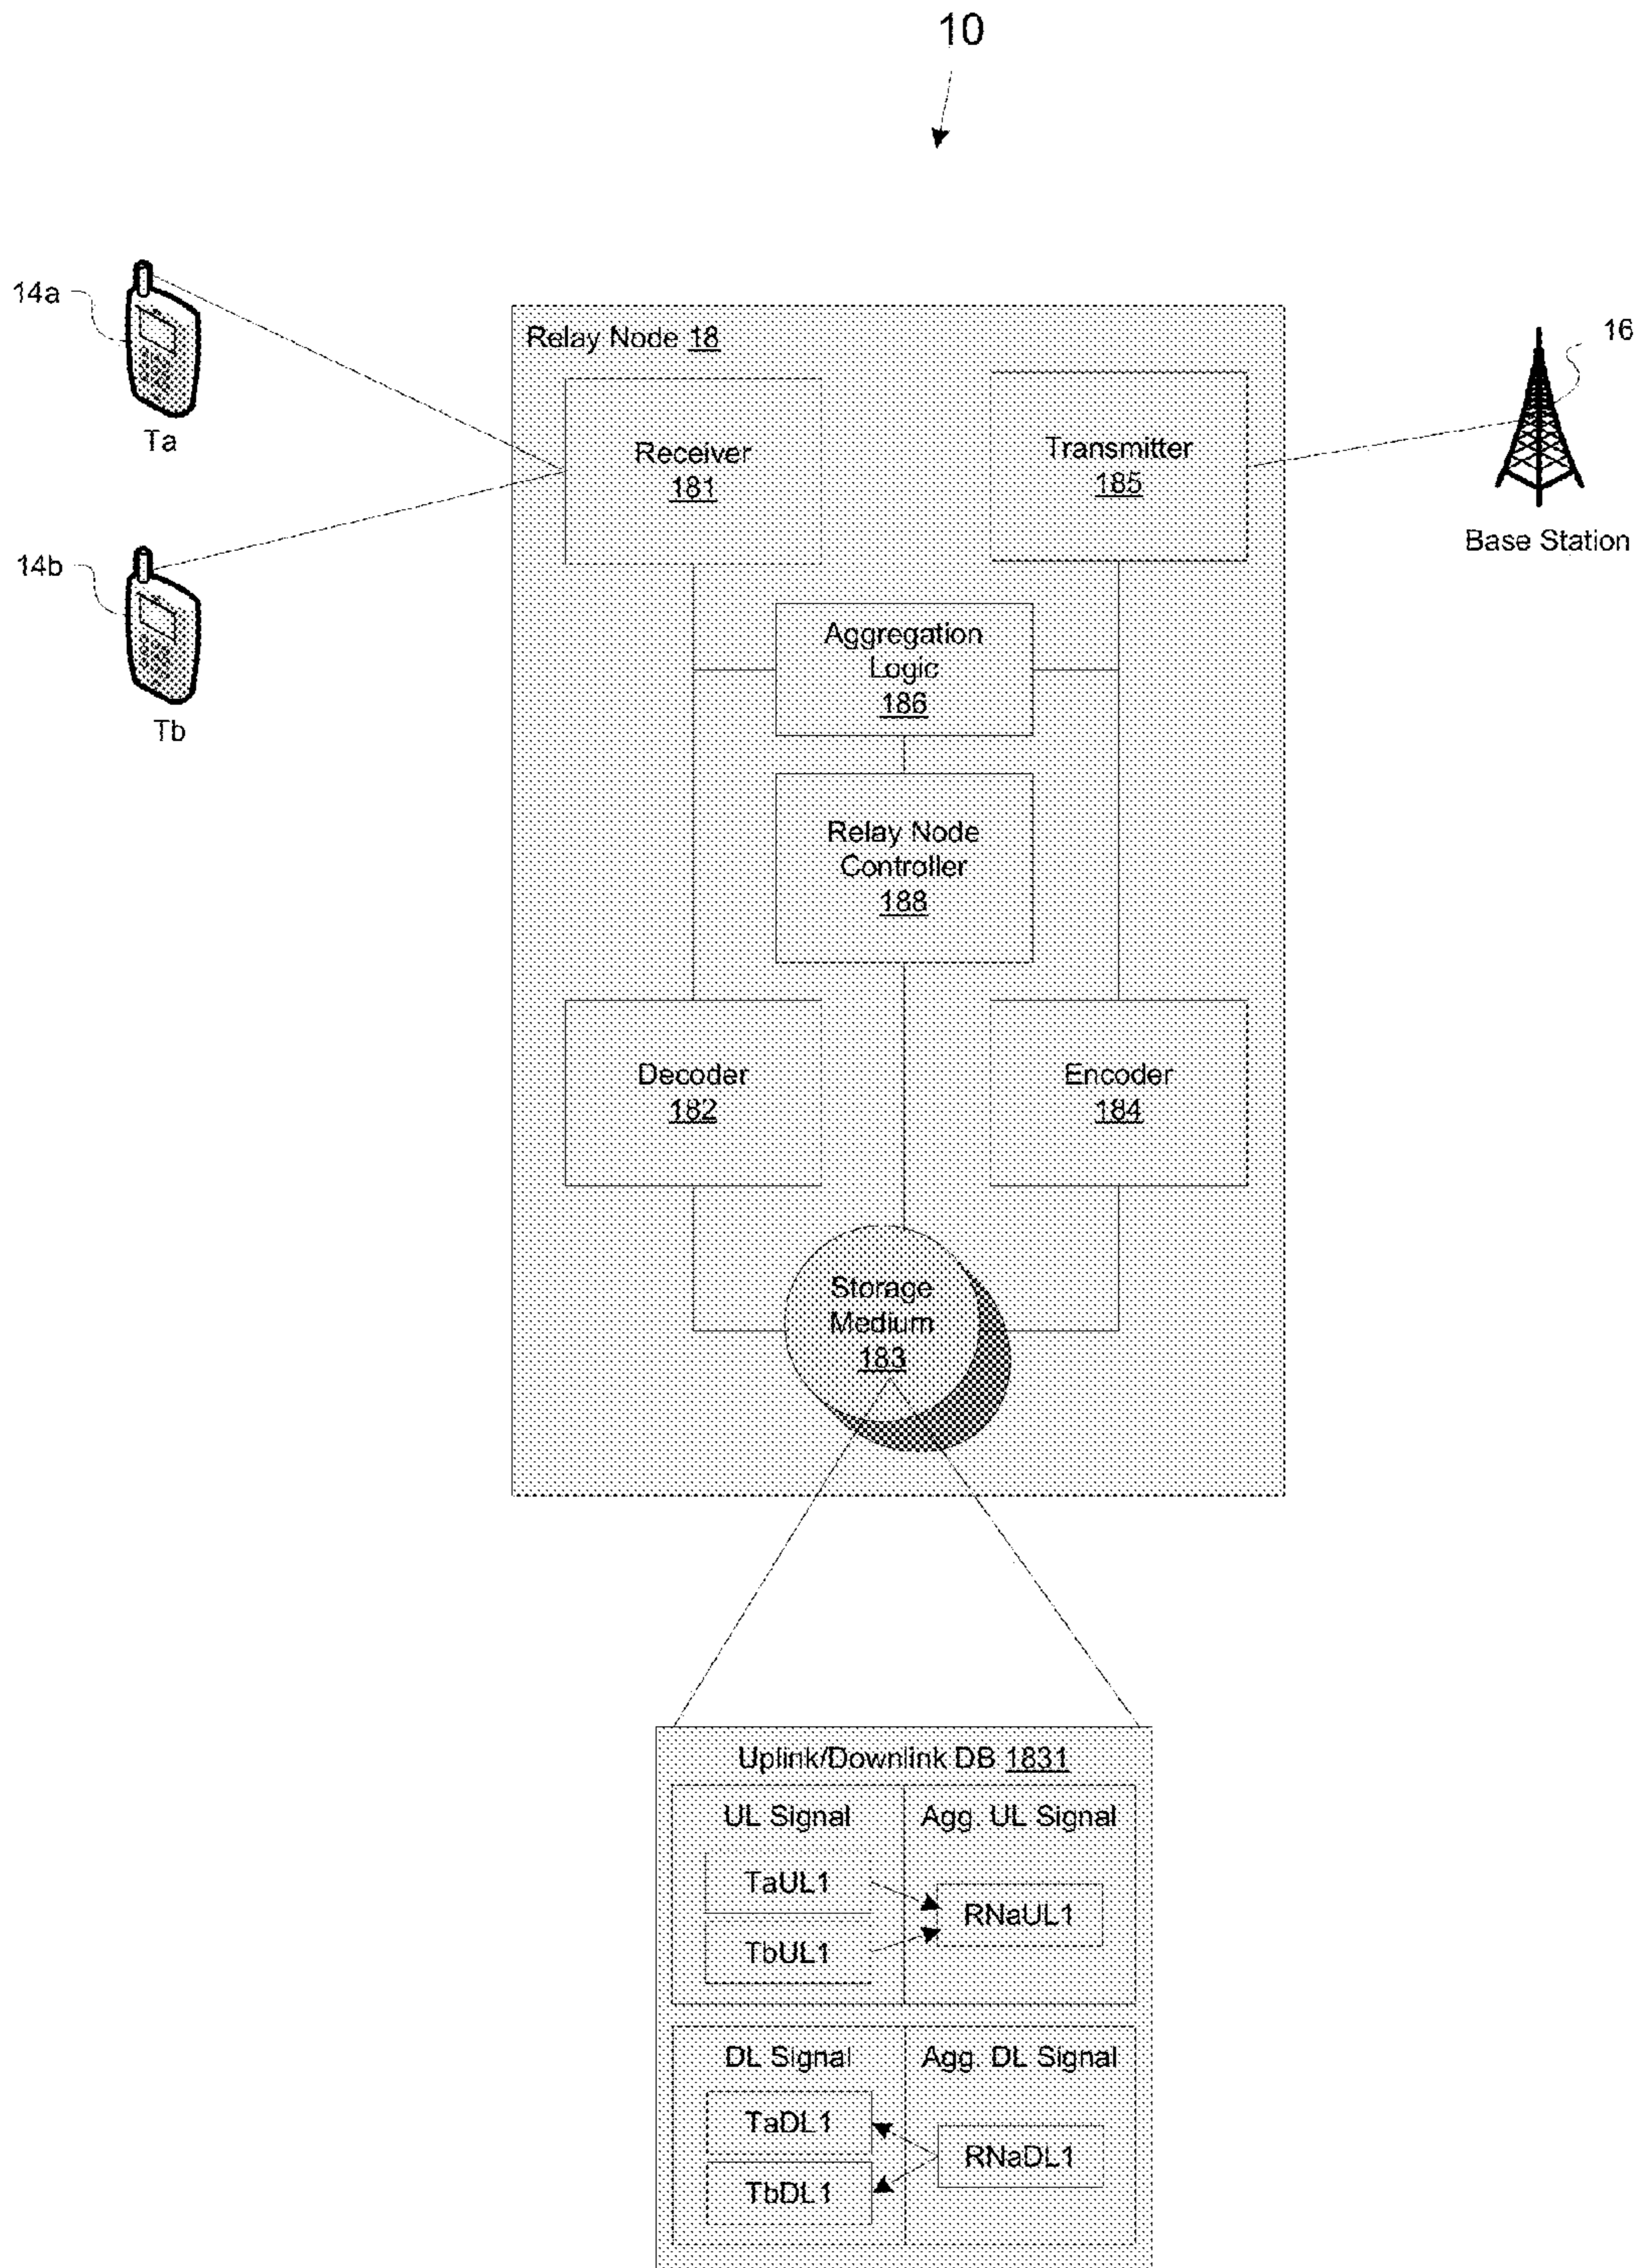 10
14a
Ta
14b
Tb
Relay Node 18
Receiver
181
Transmitter
185
16
Base Station
Aggregation
Logic
186
Relay Node
Controller
188
Decoder
182
Encoder
184
Storage
Medium
183
Uplink/Downlink DB 1831
UL Signal
Agg. UL Signal
TaUL1
RNaUL1
TbUL1
DL Signal
Agg. DL Signal
TaDL1
RNaDL1
TbDL1